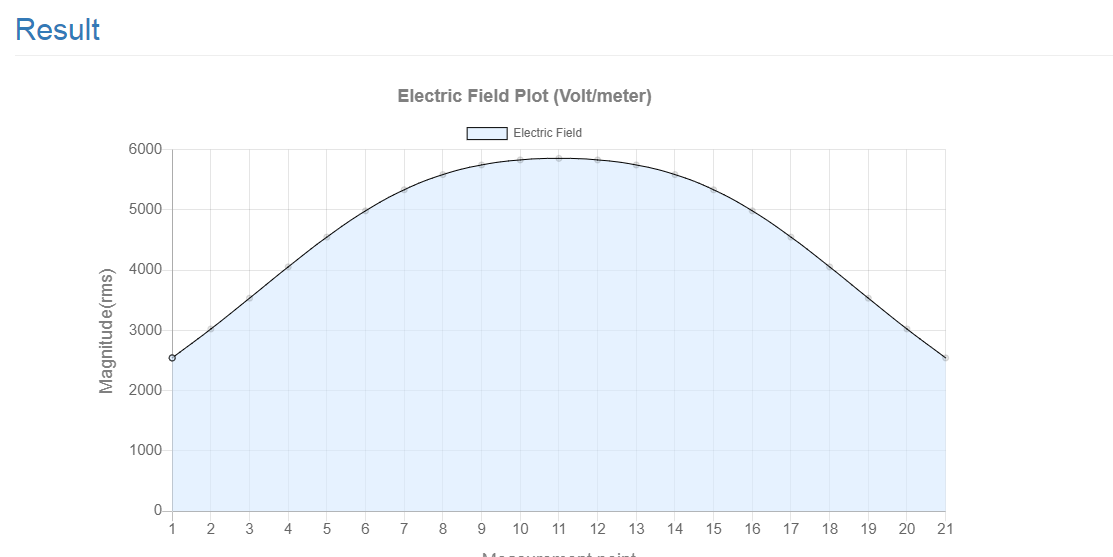 Result
Electric Field Plot (Volt/meter)
Electric Field
6000
5000
4000
3000
2000
1000
0
Magnitude(rms)
1 2 3 4 5 6 7 8 9 10 11 12 13 14 15 16 17 18 19 20 21
Measurement point